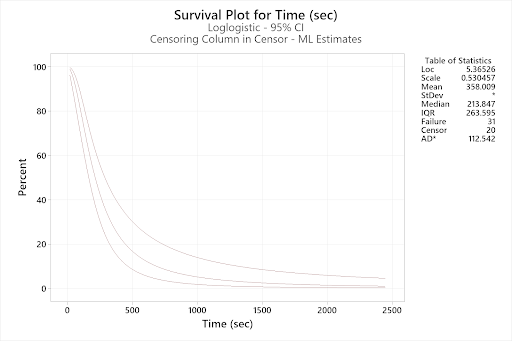 Survival Plot for Time (sec)
Loglogistic - 95% CI
Censoring Column in Censor - ML Estimates
Table of Statistics
Loc 5.36526
Scale 0.530457
Mean 358.009
StDev *
Median 213.847
IQR 263.595
Failure 31
Censor 20
AD* 112.542
100
80
60
40
20
0
Percent
0 500 1000 1500 2000 2500
Time (sec)